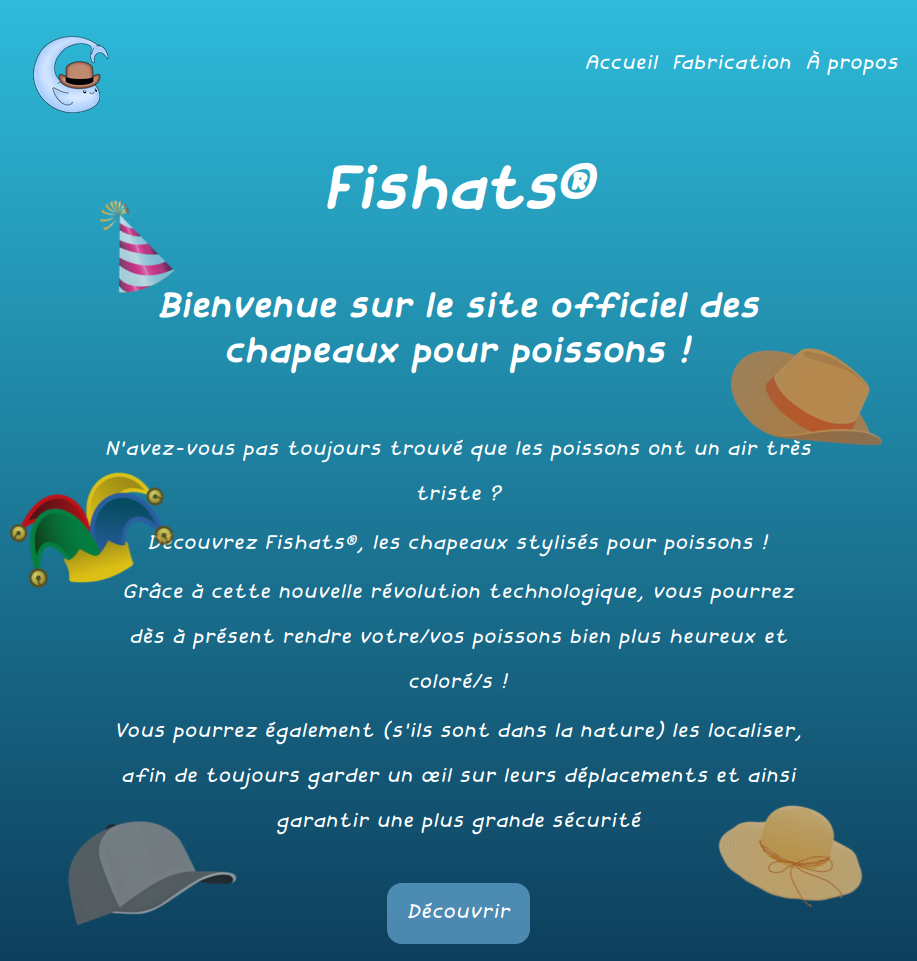 Accueil Fabrication À propos
Fishats®
Bienvenue sur le site officiel des
chapeaux pour poissons !
N'avez-vous pas toujours trouvé que les poissons ont un air très
triste ?
Découvrez Fishats®, les chapeaux stylisés pour poissons !
Grâce à cette nouvelle révolution technologique, vous pourrez
dès à présent rendre votre/vos poissons bien plus heureux et
coloré/s !
Vous pourrez également (s'ils sont dans la nature) les localiser,
afin de toujours garder un œil sur leurs déplacements et ainsi
garantir une plus grande sécurité
Découvrir